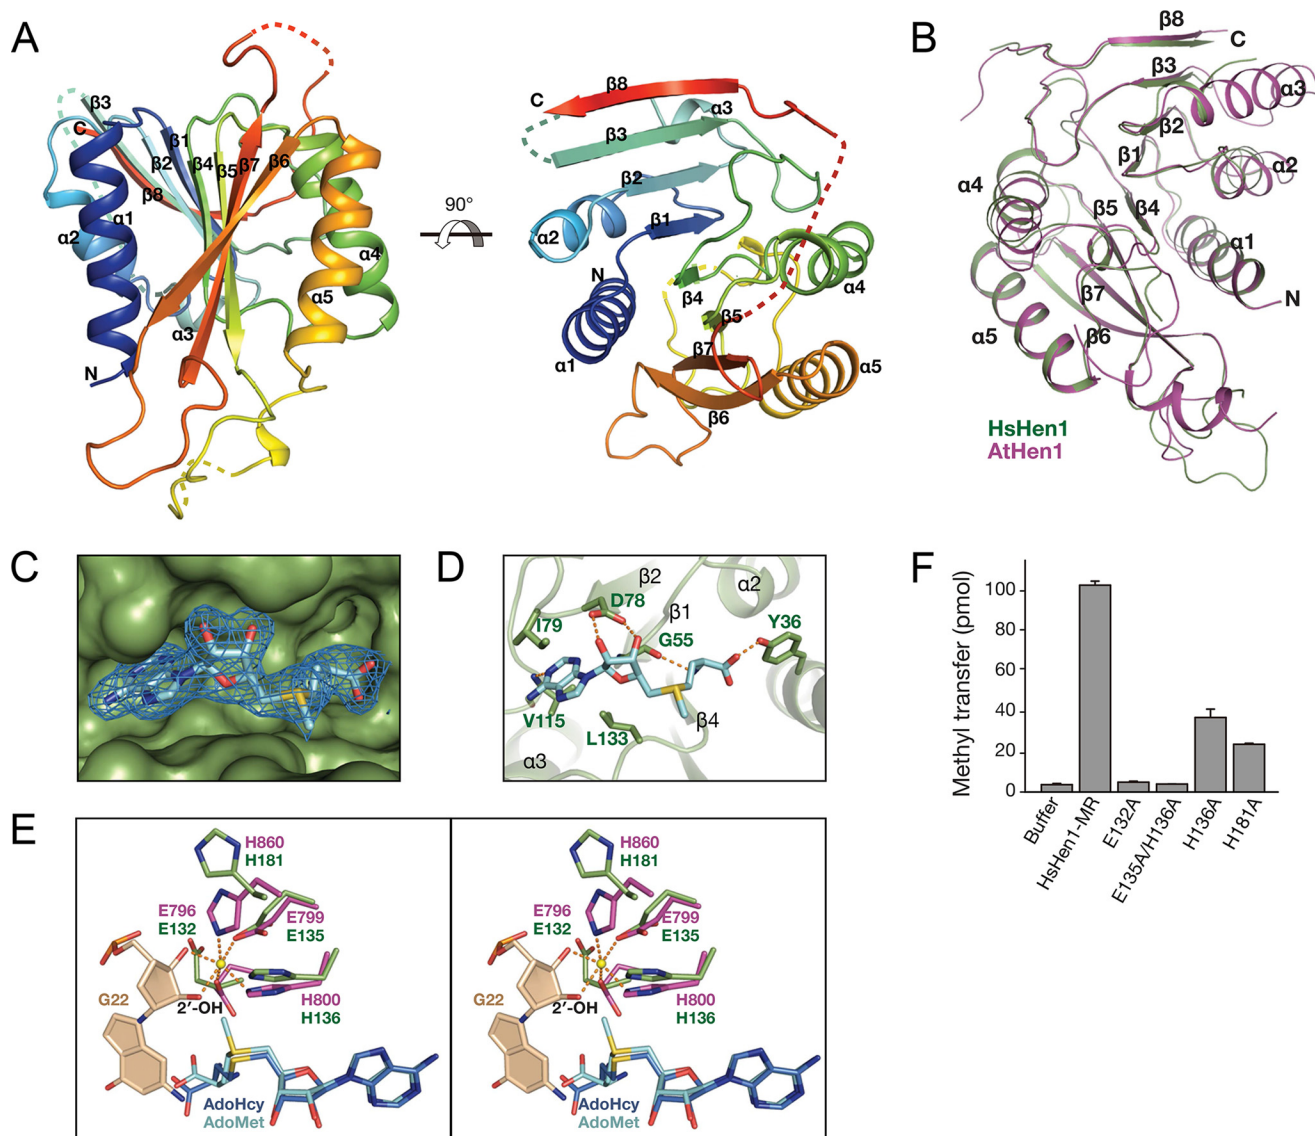 A
β3
C
β1
β2
β4
β5
β7
β6
β8
α1
α2
α4
α5
α3
N
90°
β8
C
α3
β3
β2
β1
α2
N
β4
α4
β5
α1
β7
α5
β6
B
β8
C
β3
α3
β2
β1
α2
α4
β5
β4
α1
β7
N
α5
β6
HsHen1
AtHen1
C
D
β2
α2
D78
β1
I79
G55
Y36
V115
β4
L133
α3
F
Methyl transfer (pmol)
100
80
60
40
20
0
Buffer
HsHen1-MR
E132A
E135A/H136A
H136A
H181A
E
H860
H181
E796
E132
E799
E135
G22
2′-OH
H800
H136
AdoHcy
AdoMet
H860
H181
E796
E132
E799
E135
G22
2′-OH
H800
H136
AdoHcy
AdoMet